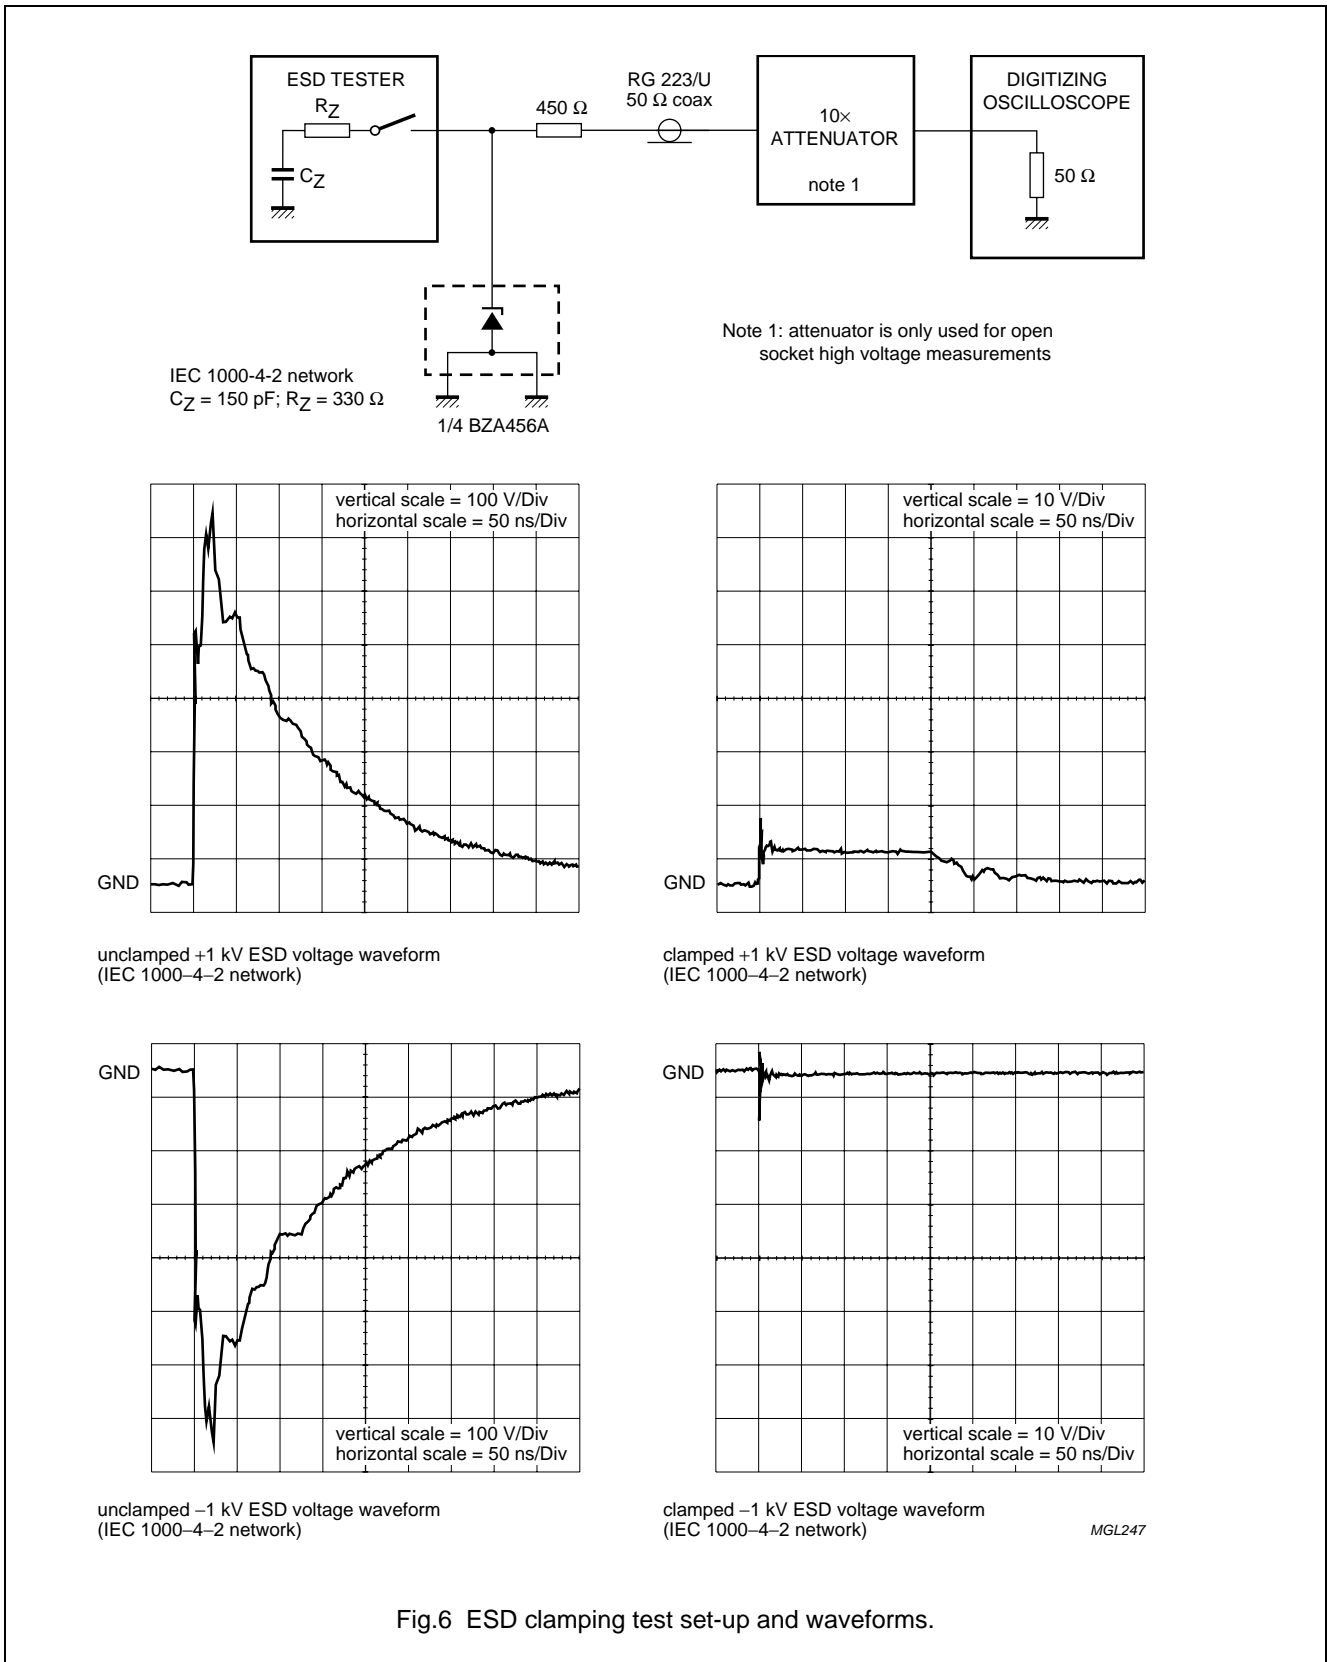 ESD TESTER
RZ
CZ
450 Ω
RG 223/U
50 Ω coax
10×
ATTENUATOR
note 1
DIGITIZING
OSCILLOSCOPE
50 Ω
IEC 1000-4-2 network
CZ = 150 pF; RZ = 330 Ω
1/4 BZA456A
Note 1: attenuator is only used for open
socket high voltage measurements
vertical scale = 100 V/Div
horizontal scale = 50 ns/Div
GND
unclamped +1 kV ESD voltage waveform
(IEC 1000−4−2 network)
vertical scale = 10 V/Div
horizontal scale = 50 ns/Div
GND
clamped +1 kV ESD voltage waveform
(IEC 1000−4−2 network)
GND
vertical scale = 100 V/Div
horizontal scale = 50 ns/Div
unclamped −1 kV ESD voltage waveform
(IEC 1000−4−2 network)
GND
vertical scale = 10 V/Div
horizontal scale = 50 ns/Div
clamped −1 kV ESD voltage waveform
(IEC 1000−4−2 network)
MGL247
Fig.6 ESD clamping test set-up and waveforms.